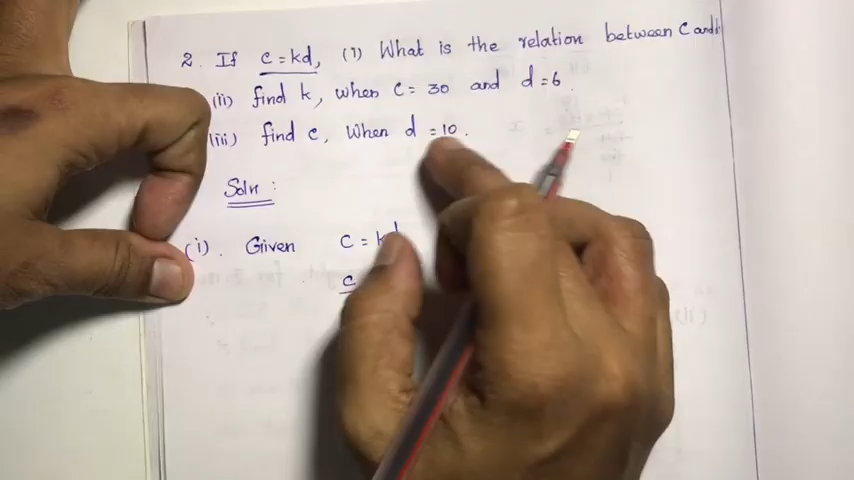 2. If c = kd, (i) What is the relation between C and
(ii) find k, when c = 30 and d = 6.
(iii) find c, When d = 10.
Soln :
(i). Given c = kd
c